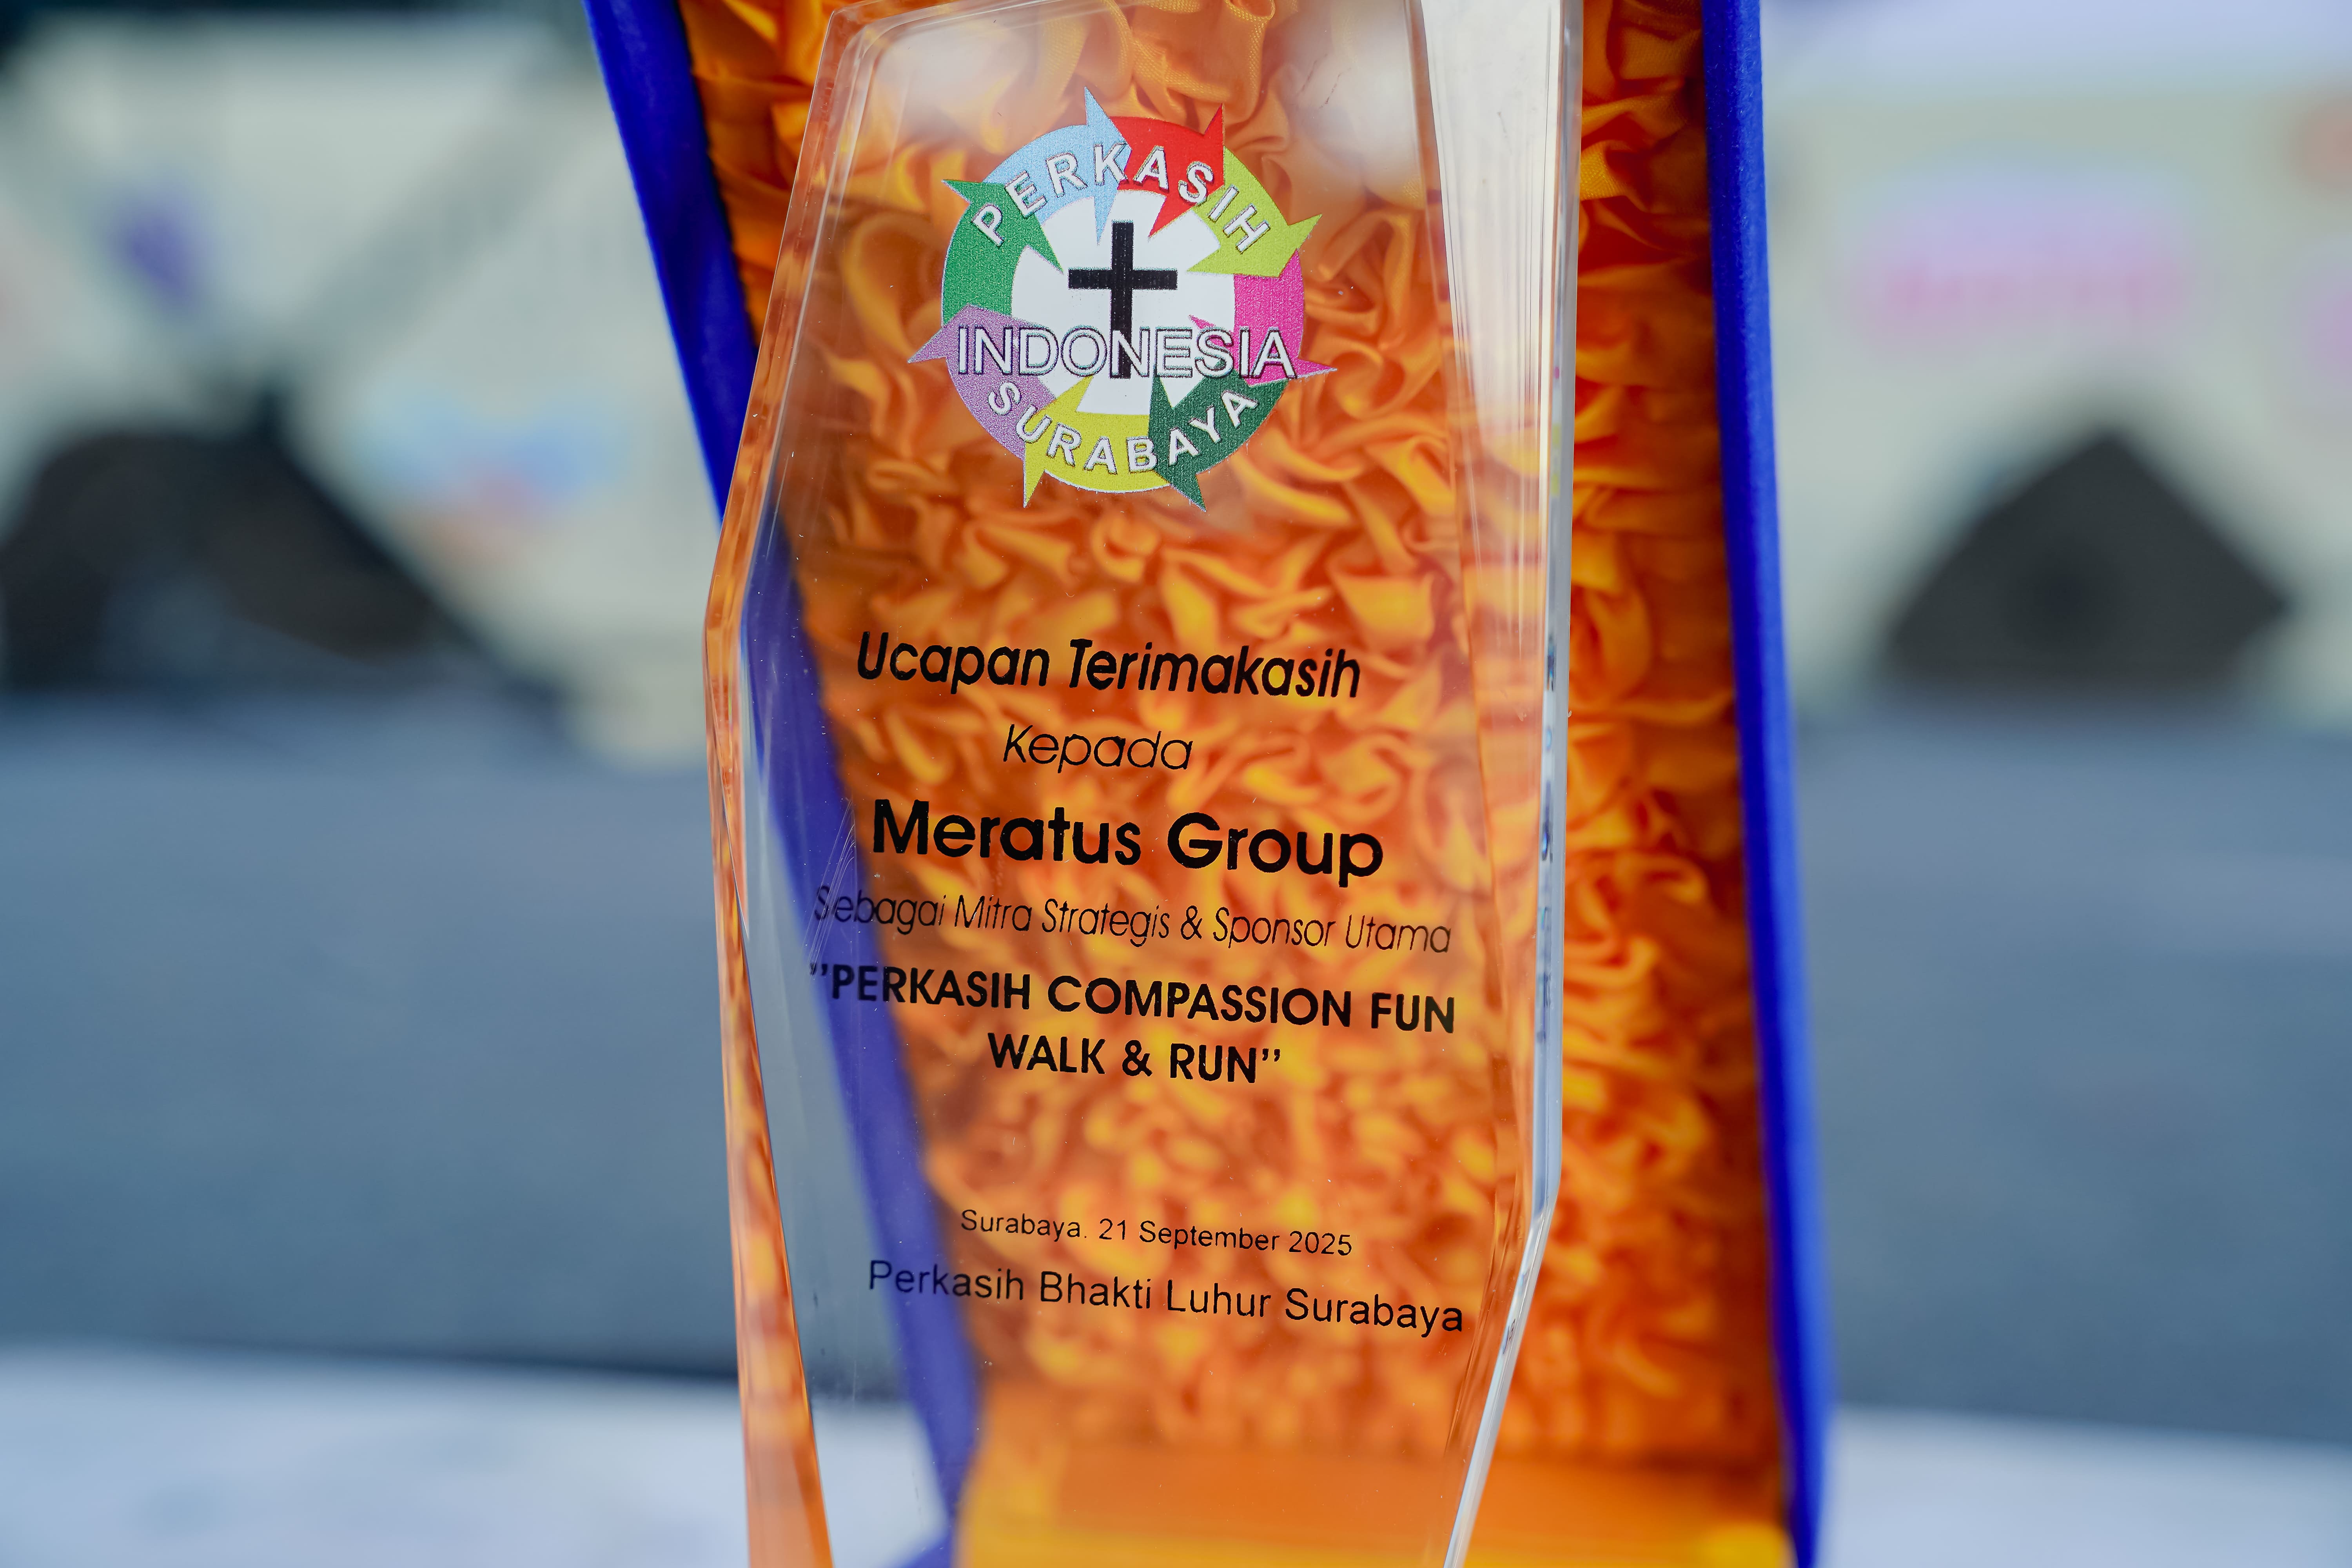 PERKASIH
INDONESIA
SURABAYA
Ucapan Terimakasih
Kepada
Meratus Group
Sebagai Mitra Strategis & Sponsor Utama
"PERKASIH COMPASSION FUN
WALK & RUN"
Surabaya. 21 September 2025
Perkasih Bhakti Luhur Surabaya